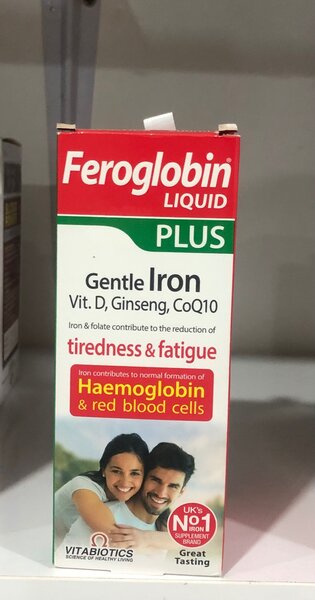 Feroglobin®
LIQUID
PLUS
Gentle Iron
Vit. D, Ginseng, CoQ10
Iron & folate contribute to the reduction of
tiredness & fatigue
Iron contributes to normal formation of
Haemoglobin
& red blood cells
UK's
No1
IRON
SUPPLEMENT
BRAND
Great
Tasting
VITABIOTICS
SCIENCE OF HEALTHY LIVING